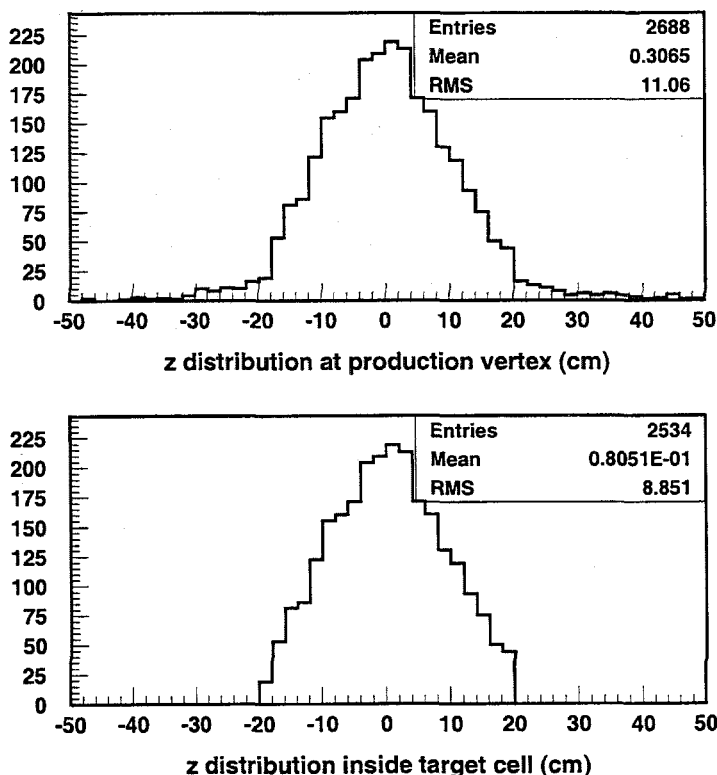 Entries 2688
Mean 0.3065
RMS 11.06
225
200
175
150
125
100
75
50
25
0
-50 -40 -30 -20 -10 0 10 20 30 40 50
z distribution at production vertex (cm)
Entries 2534
Mean 0.8051E-01
RMS 8.851
225
200
175
150
125
100
75
50
25
0
-50 -40 -30 -20 -10 0 10 20 30 40 50
z distribution inside target cell (cm)